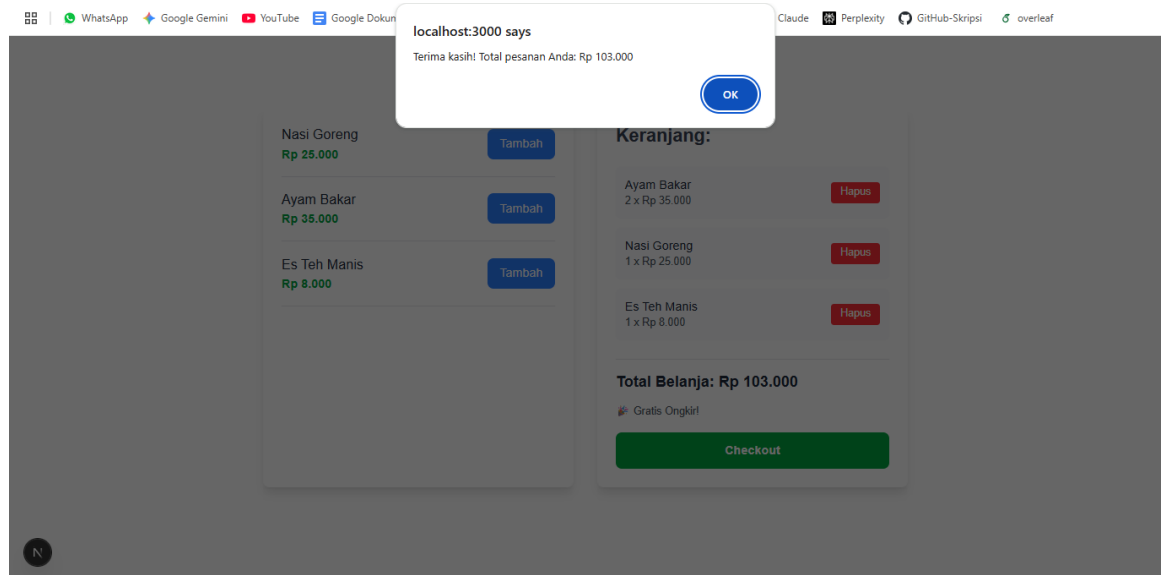 WhatsApp
Google Gemini
YouTube
Google Dokun
Claude
Perplexity
GitHub-Skripsi
overleaf
localhost:3000 says
Terima kasih! Total pesanan Anda: Rp 103.000
OK
Nasi Goreng
Rp 25.000
Tambah
Ayam Bakar
Rp 35.000
Tambah
Es Teh Manis
Rp 8.000
Tambah
Keranjang:
Ayam Bakar
2 x Rp 35.000
Hapus
Nasi Goreng
1 x Rp 25.000
Hapus
Es Teh Manis
1 x Rp 8.000
Hapus
Total Belanja: Rp 103.000
🎉 Gratis Ongkir!
Checkout
N